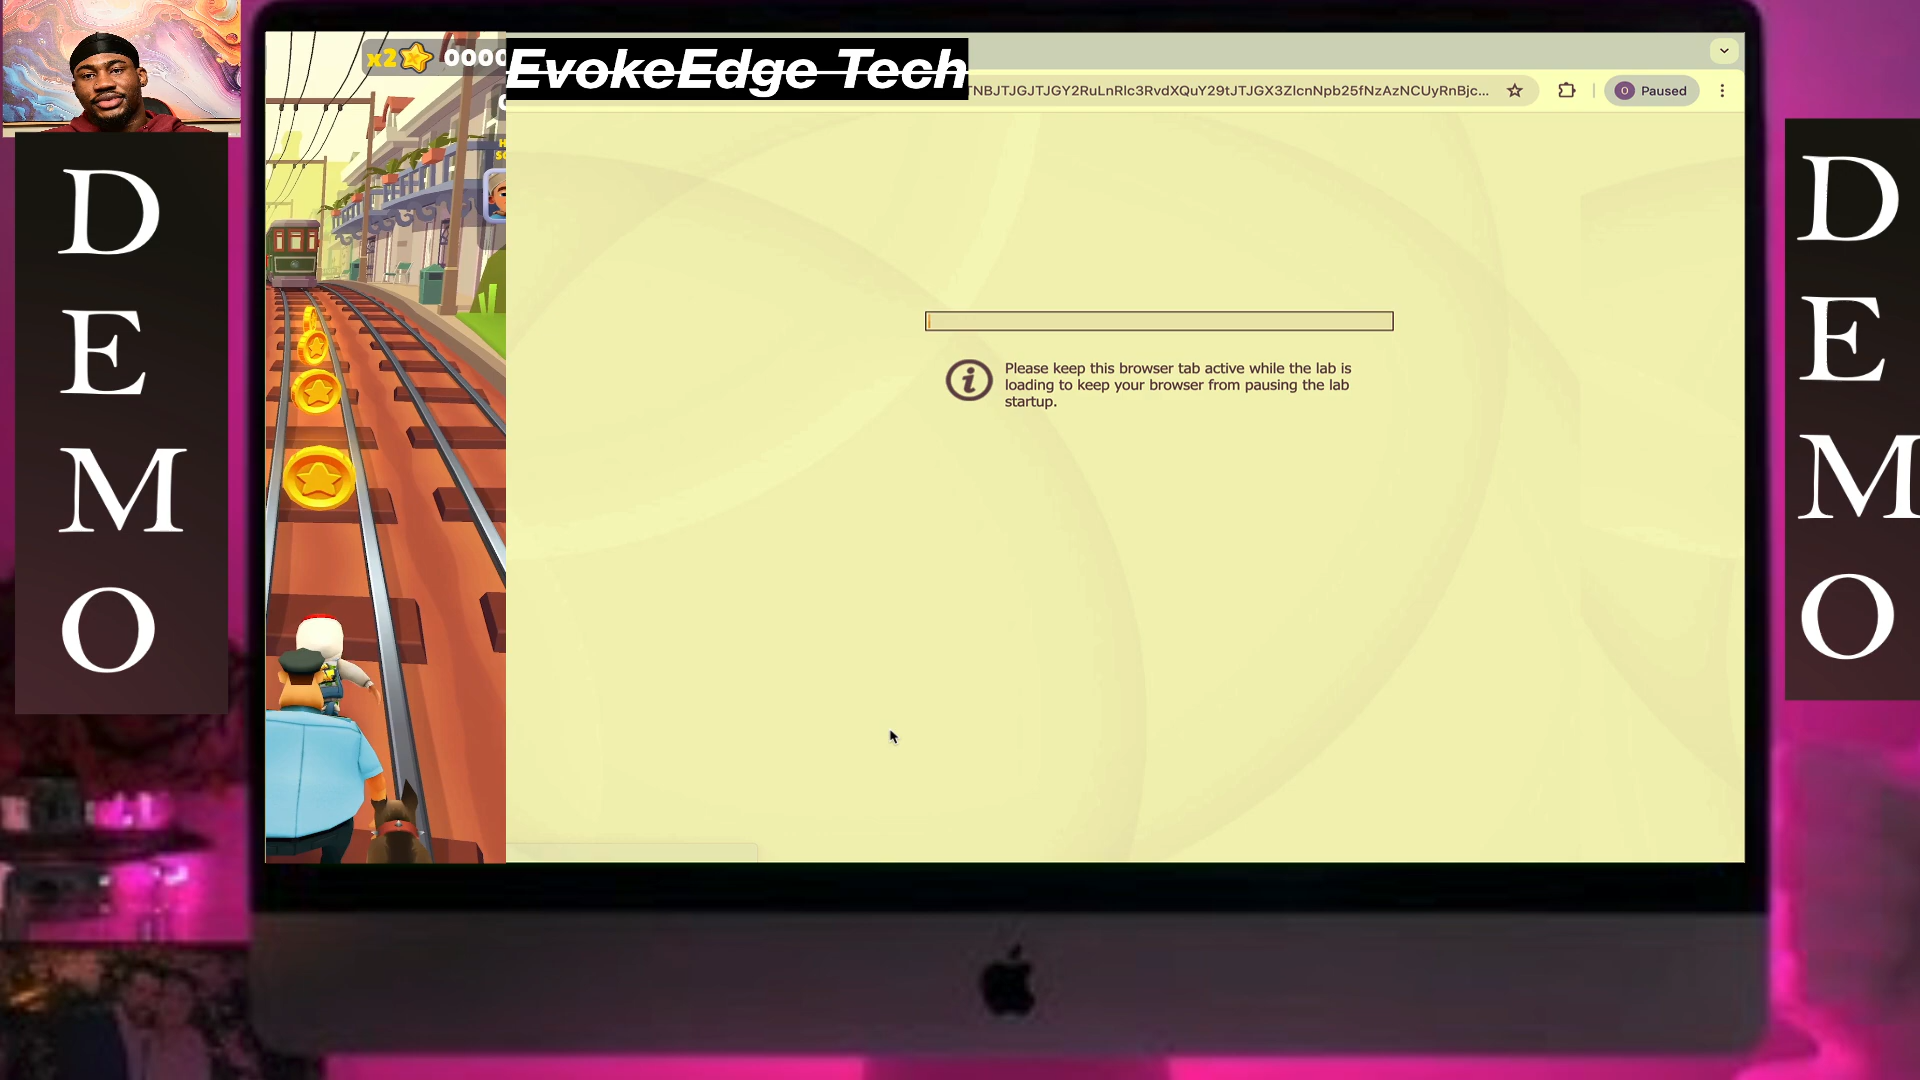 x2 0000
EvokeEdge Tech
TNBJTJGJTJGY2RuLnRlc3RvdXQuY29tJTJGX3ZlcnNpb25fNzAzNCUyRnBjc...
O Paused
D
E
M
O
D
E
M
O
Please keep this browser tab active while the lab is
loading to keep your browser from pausing the lab
startup.